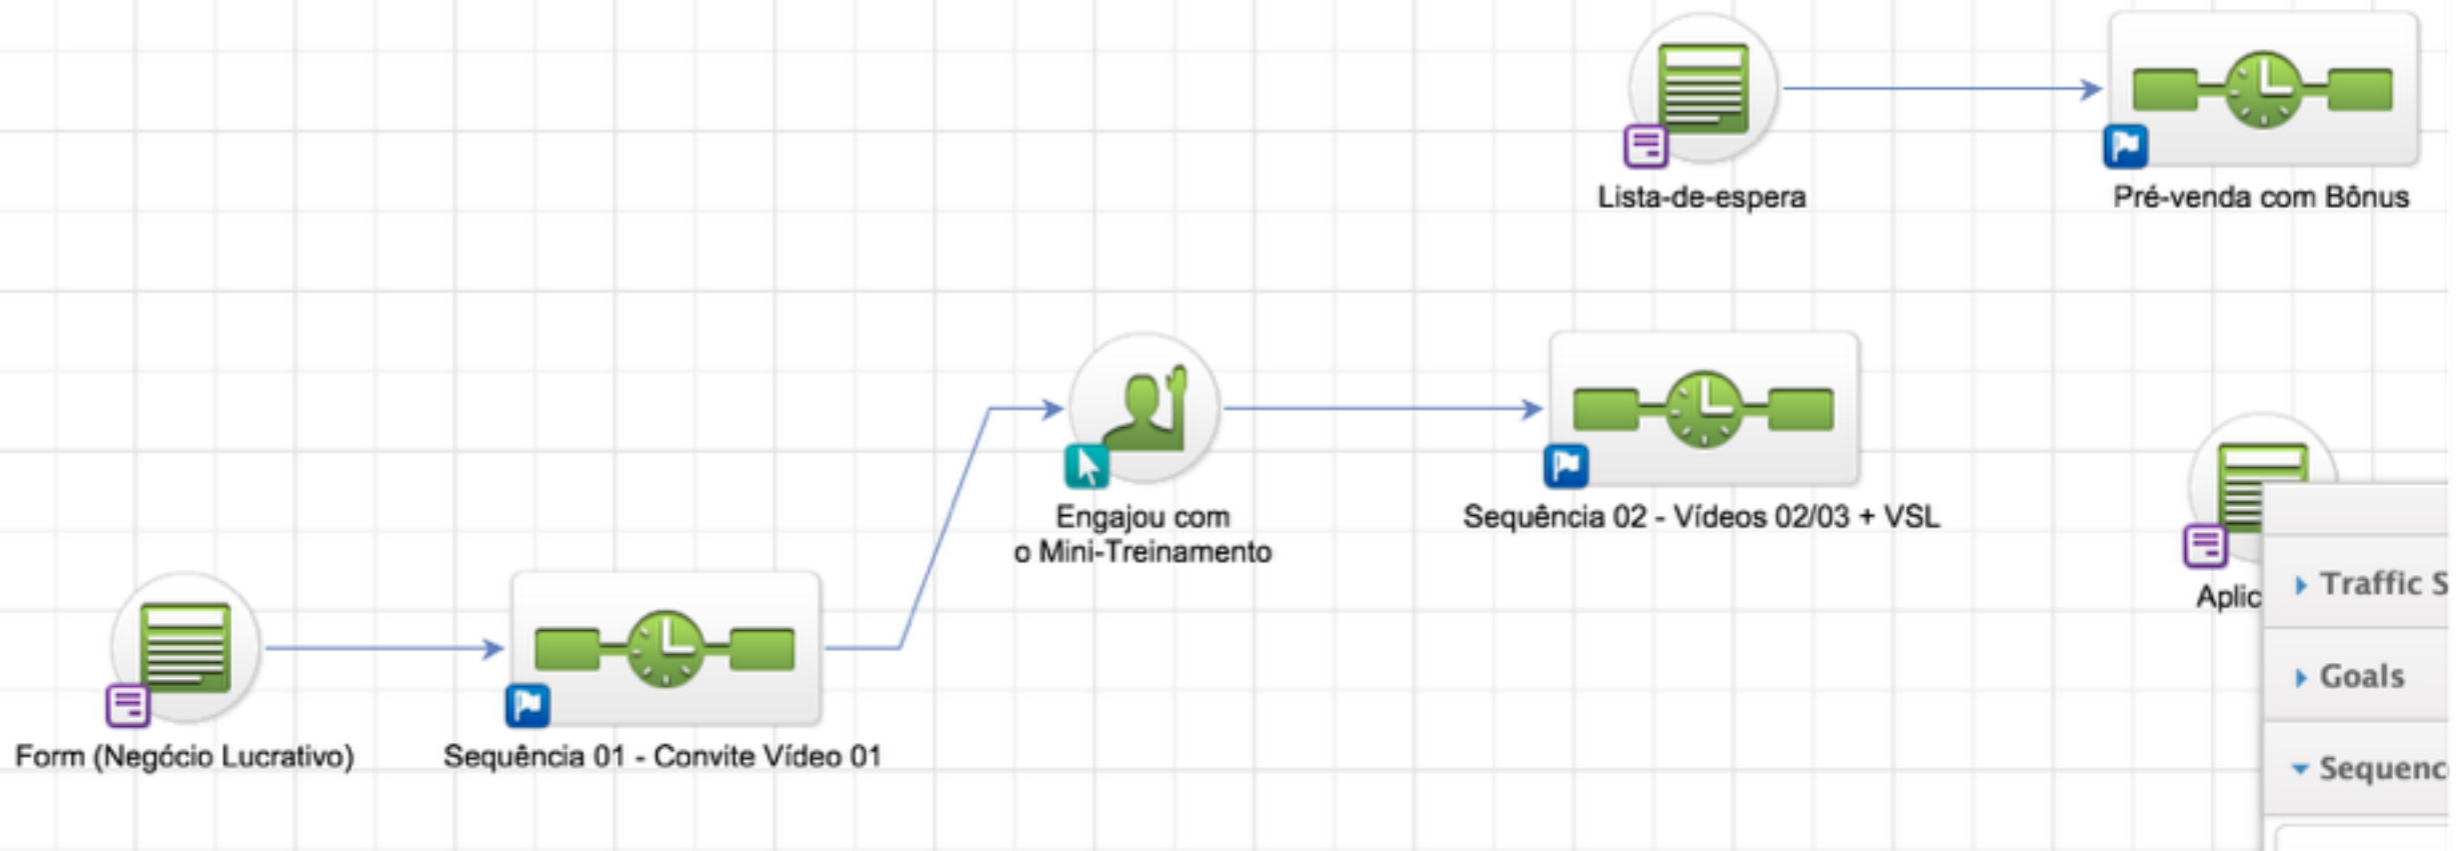 Lista-de-espera
Pré-venda com Bônus
Engajou com
o Mini-Treinamento
Sequência 02 - Vídeos 02/03 + VSL
Aplic
Traffic S
Goals
Sequenc
Form (Negócio Lucrativo)
Sequência 01 - Convite Vídeo 01